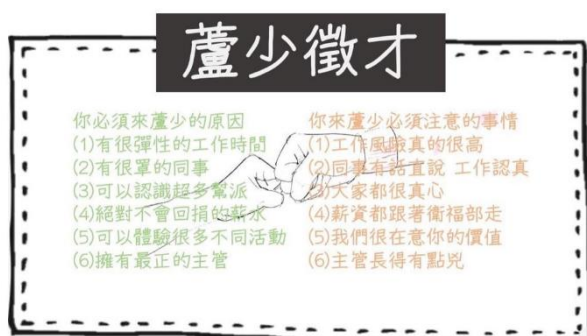 蘆少徵才
你必須來蘆少的原因
(1)有很彈性的工作時間
(2)有很罩的同事
(3)可以認識超多幫派
(4)絕對不會回捐的薪水
(5)可以體驗很多不同活動
(6)擁有最正的主管
你來蘆少必須注意的事情
(1)工作風險真的很高
(2)同事有話直說 工作認真
(3)大家都很真心
(4)薪資都跟著衛福部走
(5)我們很在意你的價值
(6)主管長得有點兇